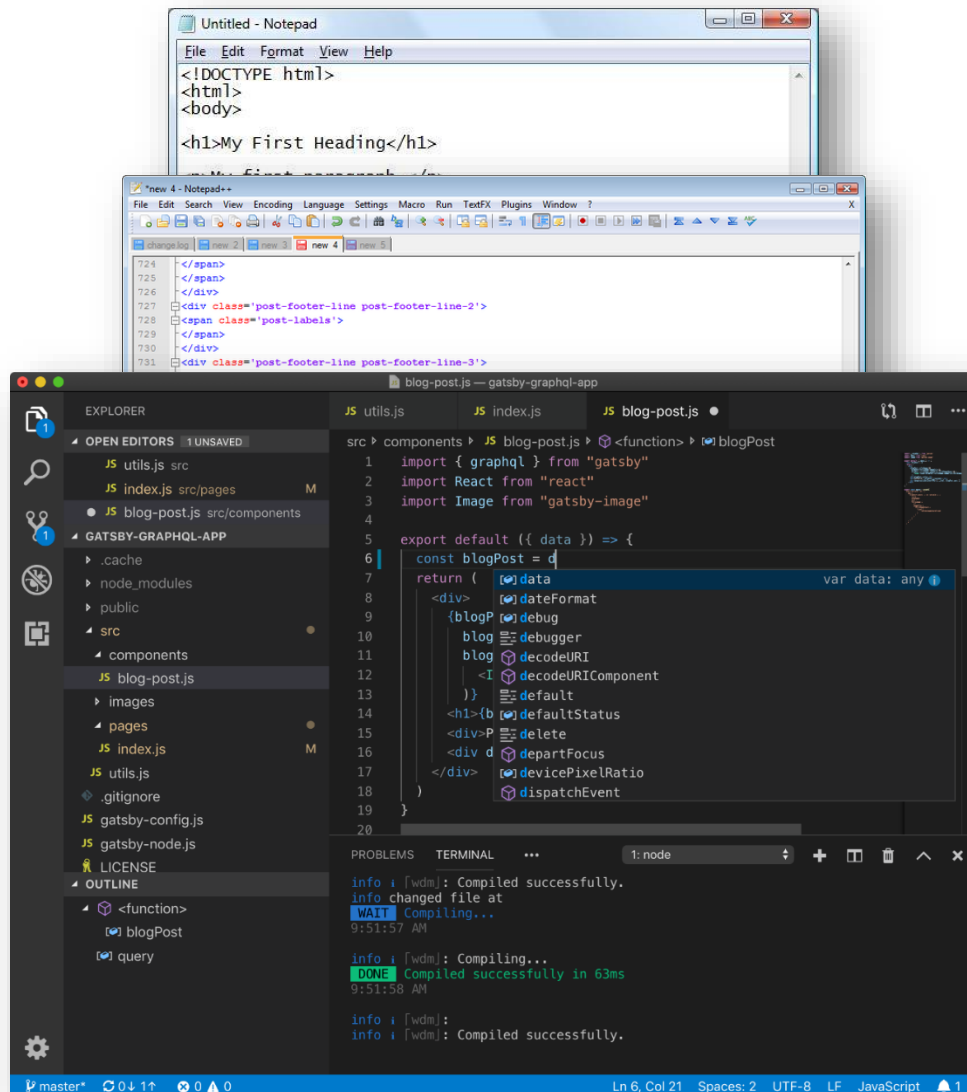 Untitled - Notepad
File Edit Format View Help
<!DOCTYPE html>
<html>
<body>
<h1>My First Heading</h1>
<p>My first paragraph.</p>
*new 4 - Notepad++
File Edit Search View Encoding Language Settings Macro Run TextFX Plugins Window ? X
change.log new 2 new 3 new 4 new 5
724 </span>
725 </span>
726 </div>
727 <div class='post-footer-line post-footer-line-2'>
728 <span class='post-labels'>
729 </span>
730 </div>
731 <div class='post-footer-line post-footer-line-3'>
blog-post.js — gatsby-graphql-app
EXPLORER
OPEN EDITORS 1 UNSAVED
JS utils.js src
JS index.js src/pages M
JS blog-post.js src/components
GATSBY-GRAPHQL-APP
.cache
node_modules
public
src
components
JS blog-post.js
images
pages
JS index.js M
JS utils.js
.gitignore
JS gatsby-config.js
JS gatsby-node.js
LICENSE
OUTLINE
<function>
blogPost
query
1
1
JS utils.js JS index.js JS blog-post.js
src components JS blog-post.js <function> blogPost
1 import { graphql } from "gatsby"
2 import React from "react"
3 import Image from "gatsby-image"
4
5 export default ({ data }) => {
6 const blogPost = d
7 return (
8 <div>
9 {blogP
10 blog
11 blog
12 <I
13 )}
14 <h1>{b
15 <div>P
16 <div d
17 </div>
18 )
19 }
20
data var data: any
dateFormat
debug
debugger
decodeURI
decodeURIComponent
default
defaultStatus
delete
departFocus
devicePixelRatio
dispatchEvent
PROBLEMS TERMINAL ••• 1: node
info i ⌈wdm⌋: Compiled successfully.
info changed file at
WAIT Compiling...
9:51:57 AM
info i ⌈wdm⌋: Compiling...
DONE Compiled successfully in 63ms
9:51:58 AM
info i ⌈wdm⌋:
info i ⌈wdm⌋: Compiled successfully.
master* 0↓ 1↑ 0 0 Ln 6, Col 21 Spaces: 2 UTF-8 LF JavaScript 1